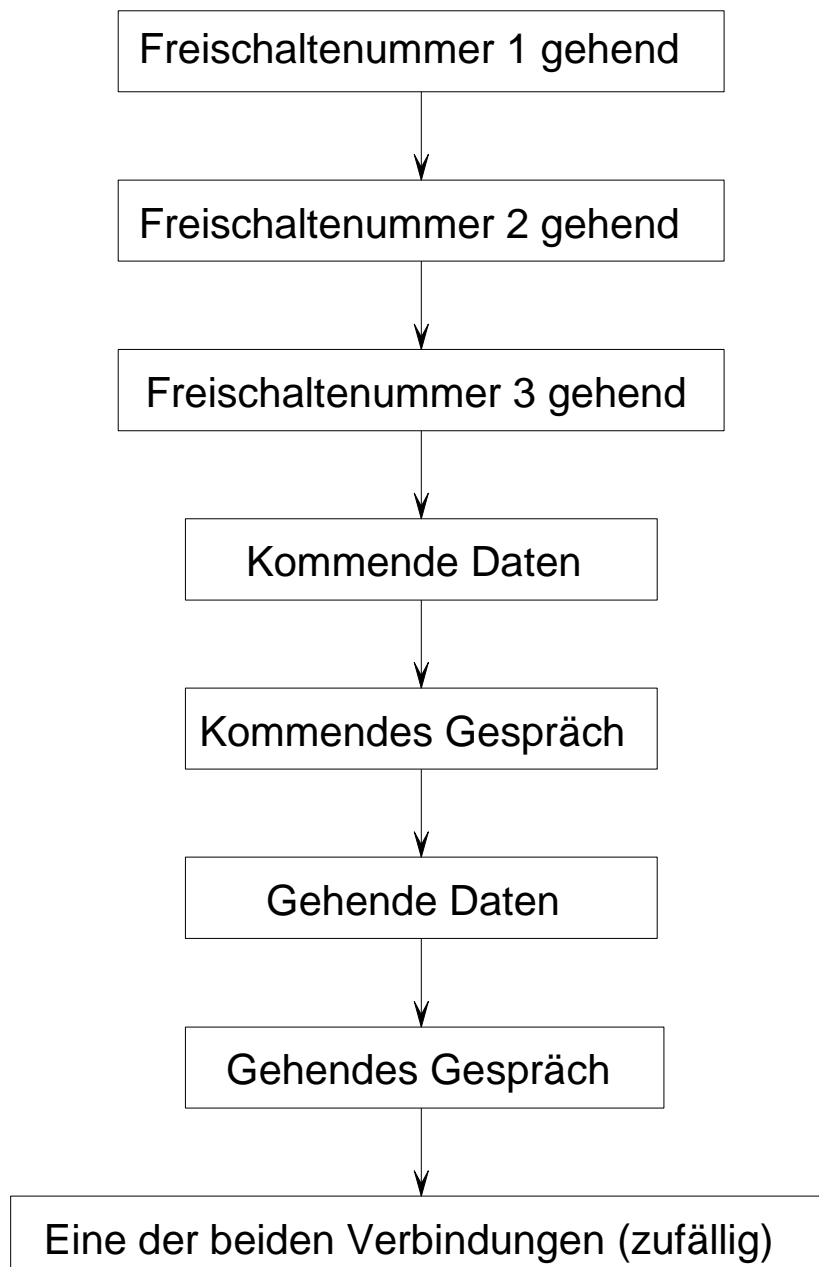 Freischaltenummer 1 gehend
Freischaltenummer 2 gehend
Freischaltenummer 3 gehend
Kommende Daten
Kommendes Gespräch
Gehende Daten
Gehendes Gespräch
Eine der beiden Verbindungen (zufällig)